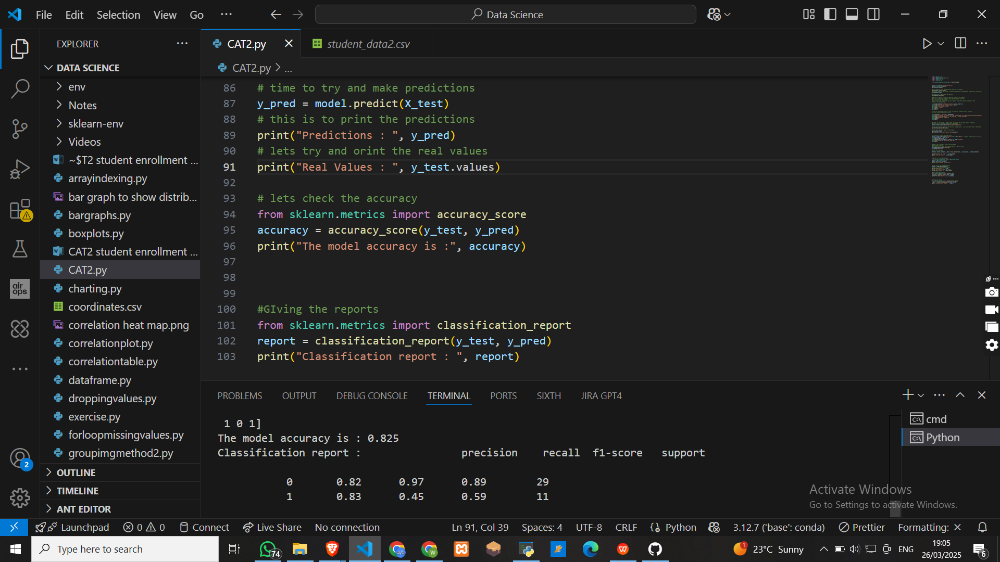 File Edit Selection View Go ...
Data Science
EXPLORER
DATA SCIENCE
env
Notes
sklearn-env
Videos
~$T2 student enrollment ...
arrayindexing.py
bar graph to show distrib...
bargraphs.py
boxplots.py
CAT2 student enrollment ...
CAT2.py
charting.py
coordinates.csv
correlation heat map.png
correlationplot.py
correlationtable.py
dataframe.py
droppingvalues.py
exercise.py
forloopmissingvalues.py
groupimgmethod2.py
OUTLINE
TIMELINE
ANT EDITOR
air ops
2
CAT2.py
student_data2.csv
CAT2.py > ...
86 # time to try and make predictions
87 y_pred = model.predict(X_test)
88 # this is to print the predictions
89 print("Predictions : ", y_pred)
90 # lets try and orint the real values
91 print("Real Values : ", y_test.values)
92
93 # lets check the accuracy
94 from sklearn.metrics import accuracy_score
95 accuracy = accuracy_score(y_test, y_pred)
96 print("The model accuracy is :", accuracy)
97
98
99
100 #GIving the reports
101 from sklearn.metrics import classification_report
102 report = classification_report(y_test, y_pred)
103 print("Classification report : ", report)
PROBLEMS OUTPUT DEBUG CONSOLE TERMINAL PORTS SIXTH JIRA GPT4
1 0 1]
The model accuracy is : 0.825
Classification report : precision recall f1-score support
0 0.82 0.97 0.89 29
1 0.83 0.45 0.59 11
cmd
Python
Activate Windows
Go to Settings to activate Windows.
Launchpad 0 0 Connect Live Share No connection Ln 91, Col 39 Spaces: 4 UTF-8 CRLF Python 3.12.7 ('base': conda) Prettier Formatting: ×
Type here to search
74
W
1
23°C Sunny
ENG
19:05
26/03/2025
6